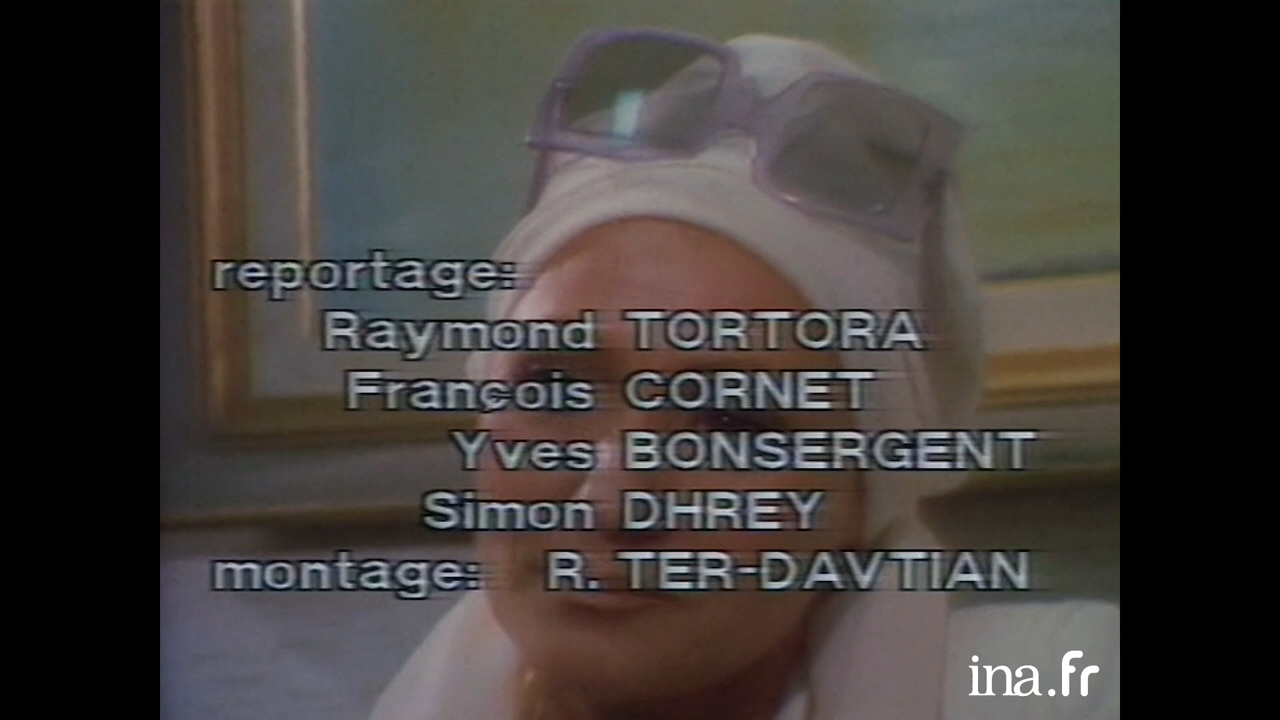 reportage:
Raymond TORTORA
François CORNET
Yves BONSERGENT
Simon DHREY
montage: R. TER-DAVTIAN
ina.fr